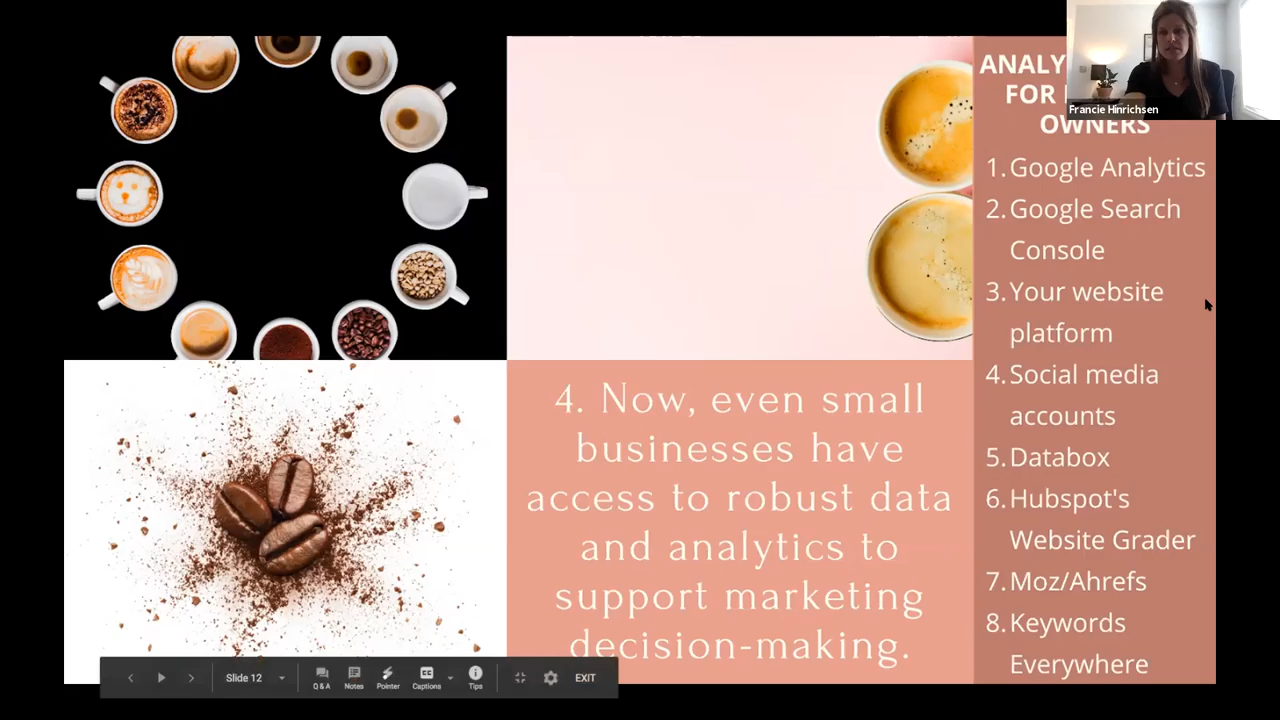 ANALY
FOR
OWNERS
Francie Hinrichsen
1. Google Analytics
2. Google Search
Console
3. Your website
platform
4. Social media
accounts
5. Databox
6. Hubspot's
Website Grader
7. Moz/Ahrefs
8. Keywords
Everywhere
4. Now, even small
businesses have
access to robust data
and analytics to
support marketing
decision-making.
Slide 12
Q & A
Notes
Pointer
CC
Captions
Tips
EXIT